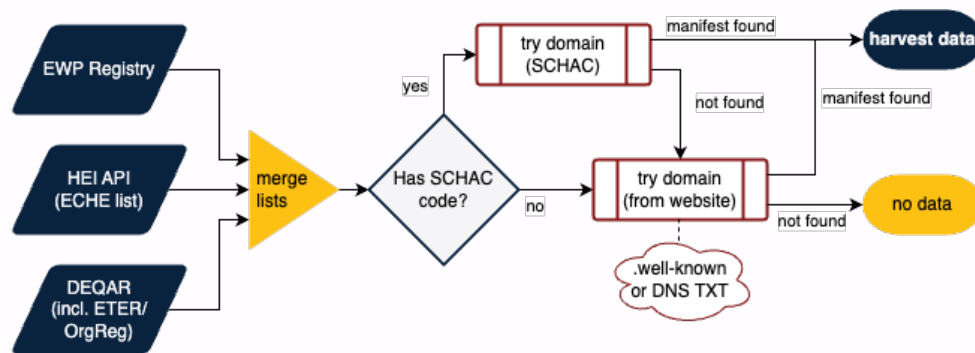 EWP Registry
HEI API
(ECHE list)
DEQAR
(incl. ETER/
OrgReg)
merge
lists
Has SCHAC
code?
yes
no
try domain
(SCHAC)
manifest found
not found
harvest data
try domain
(from website)
manifest found
not found
no data
.well-known
or DNS TXT